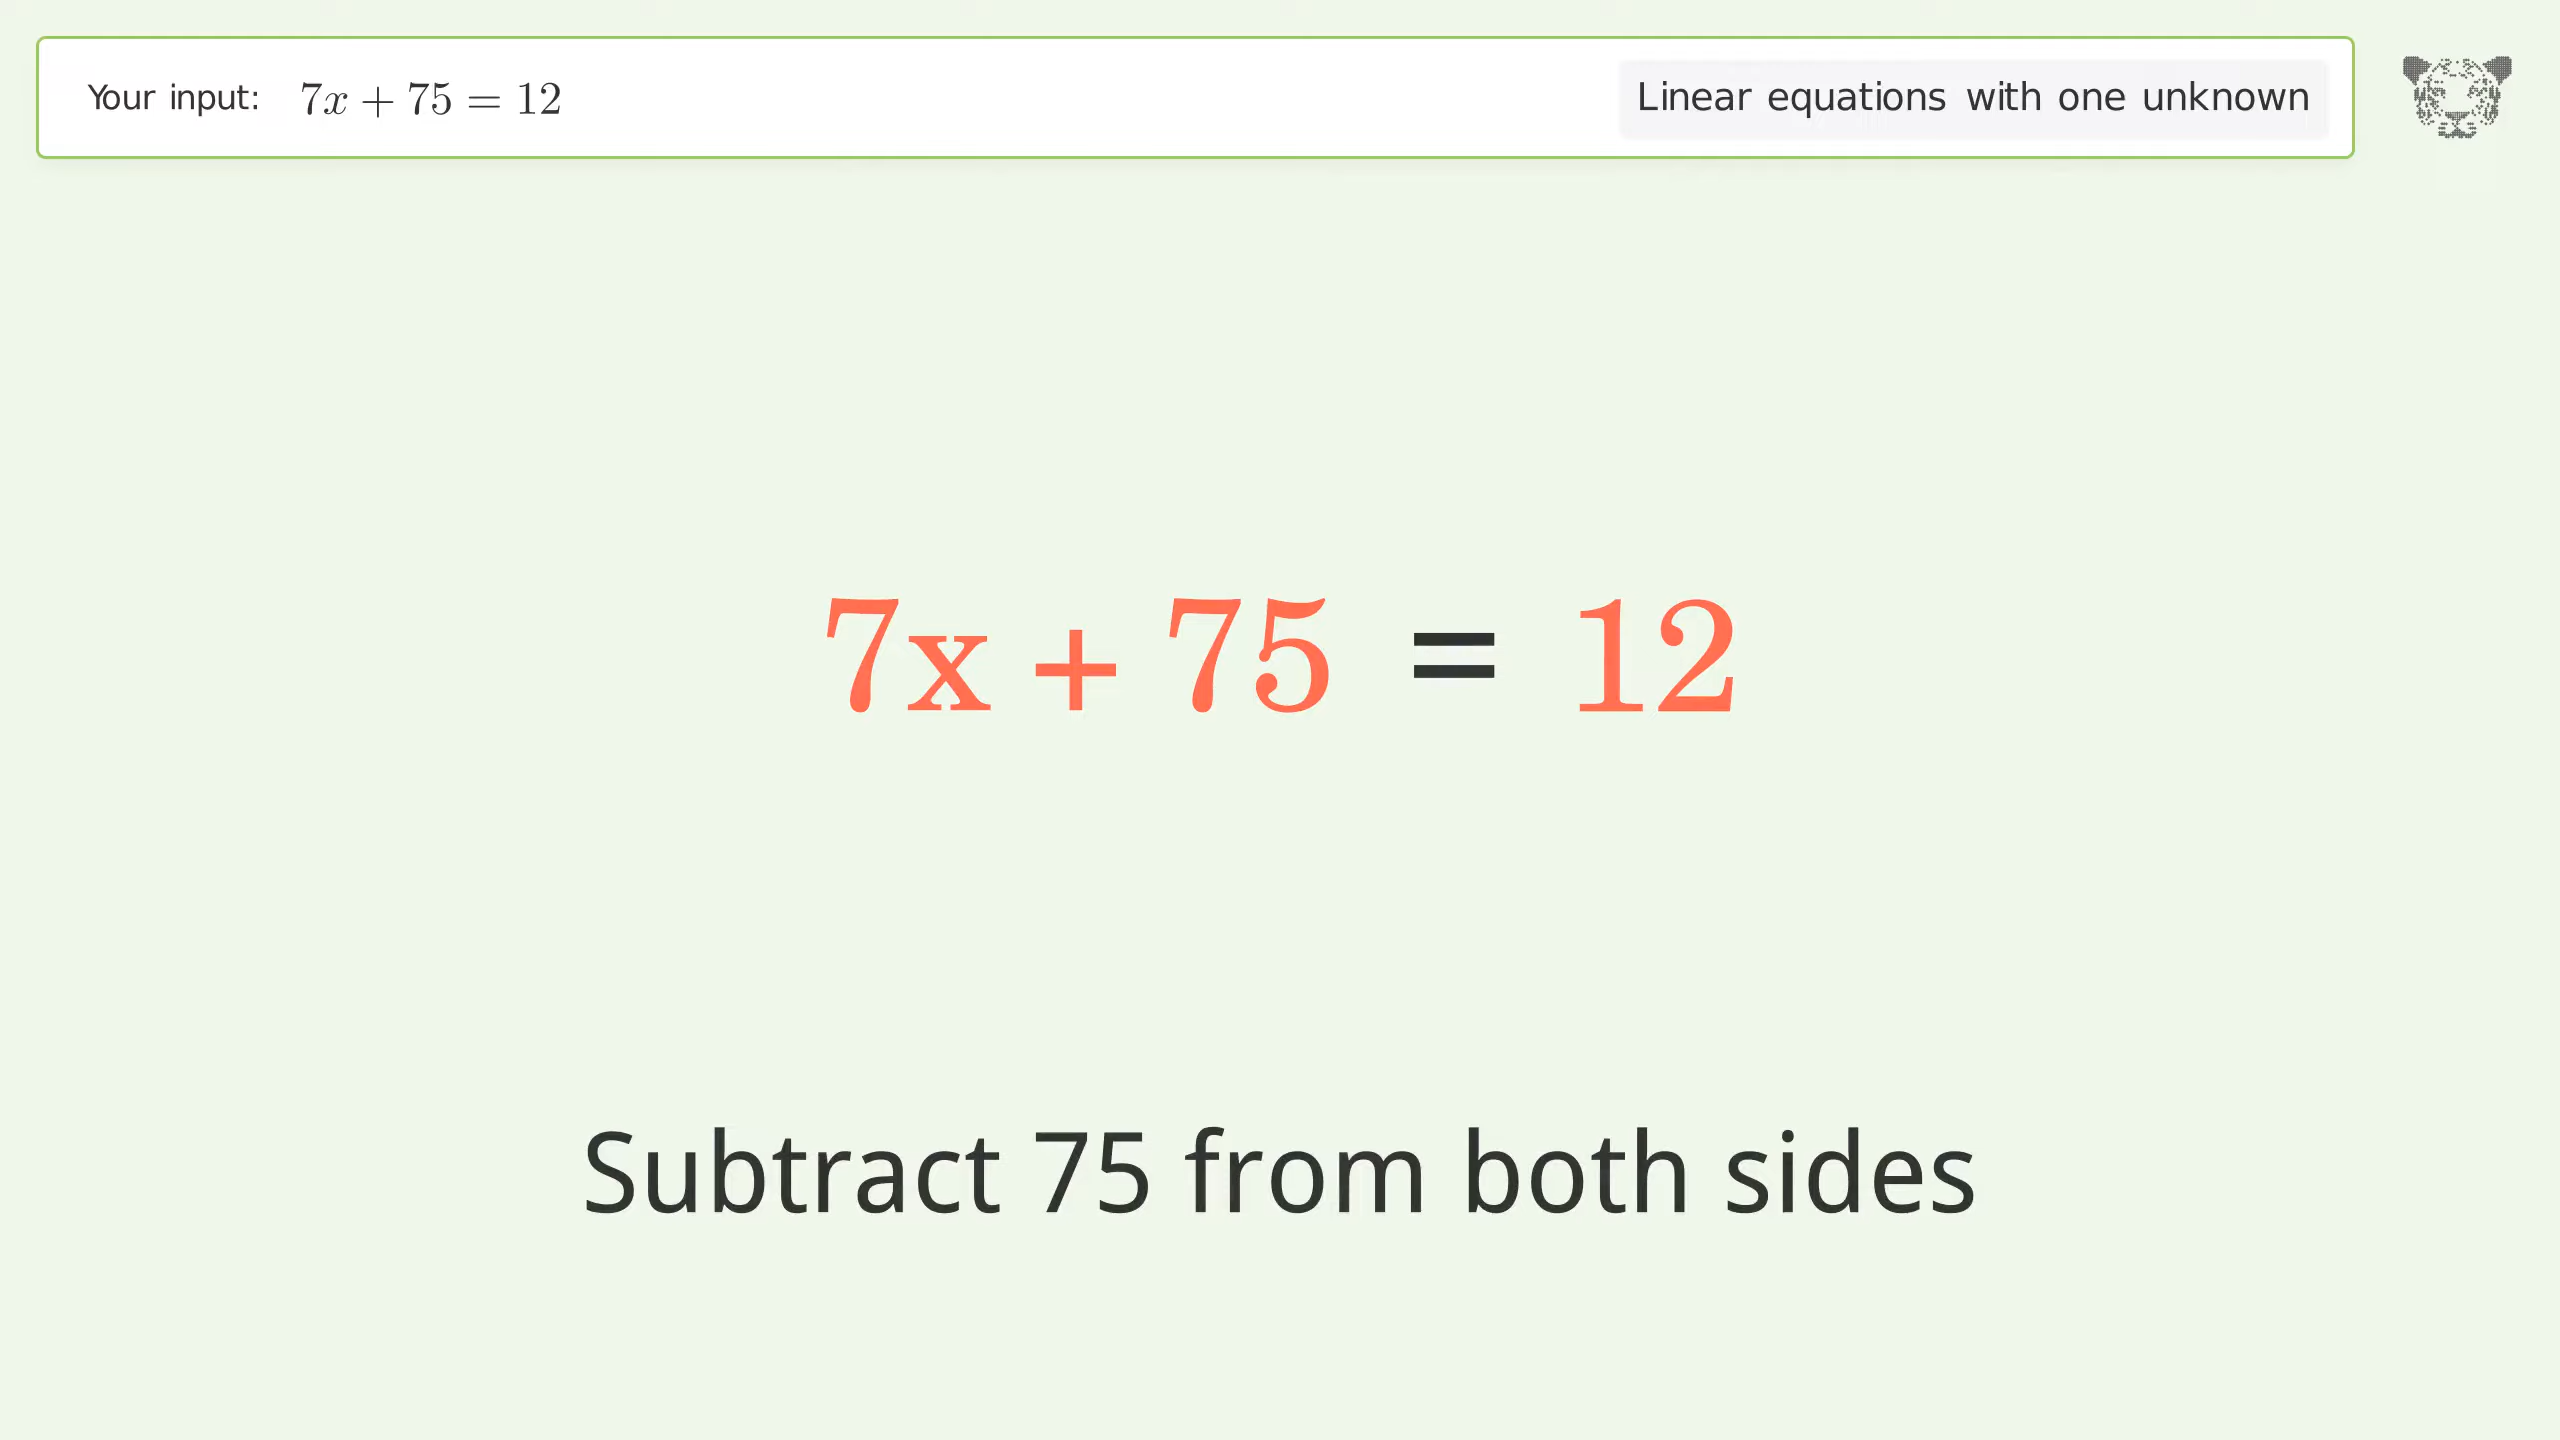 Your input: 7x + 75 = 12
Linear equations with one unknown
7x + 75 = 12
Subtract 75 from both sides